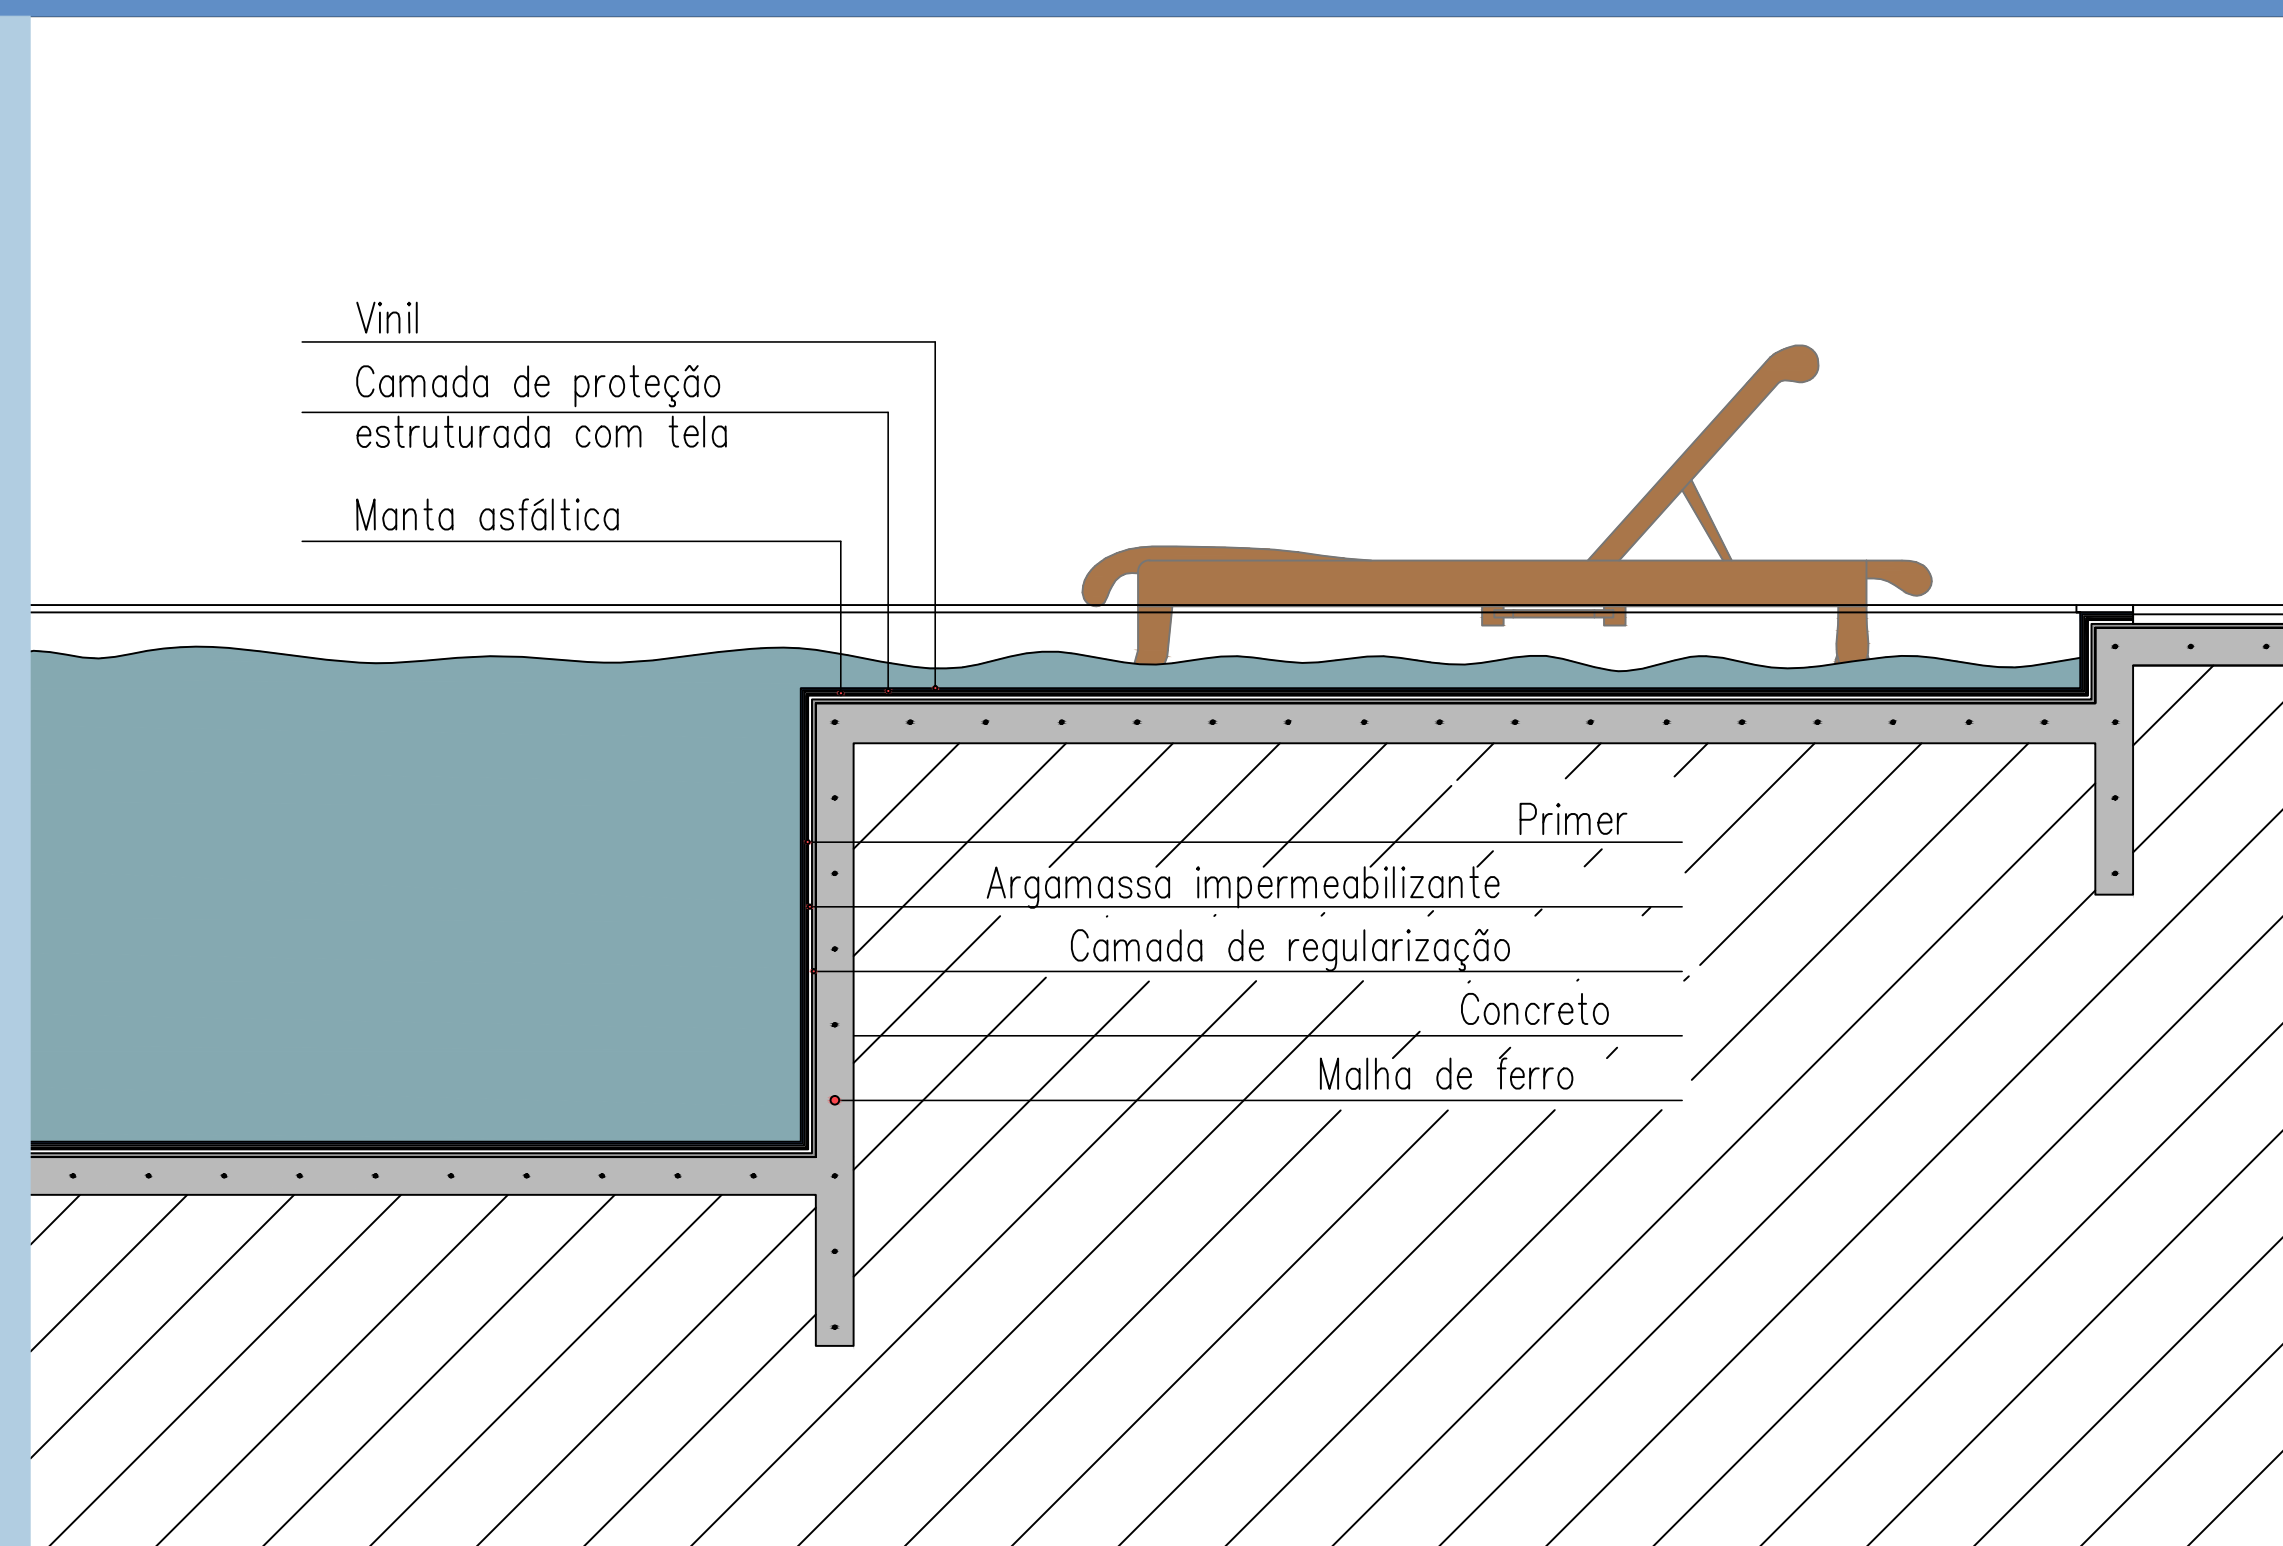 Vinil
Camada de proteção
estruturada com tela
Manta asfáltica
Primer
Argamassa impermeabilizante
Camada de regularização
Concreto
Malha de ferro